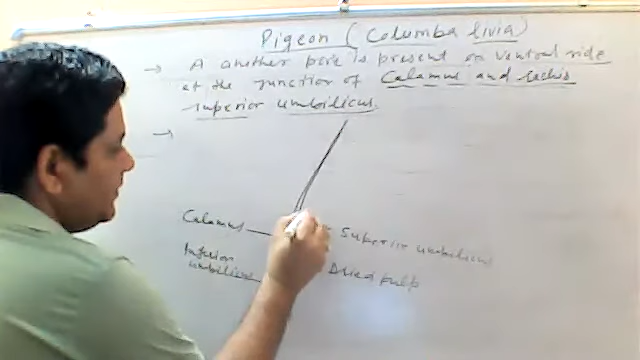 Pigeon (Columba livia)
→ A another pore is present on ventral side
at the junction of Calamus and rachis
superior umbilicus.
→
Calamus
Superior umbilicus
Inferior
umbilicus
Dried pulp